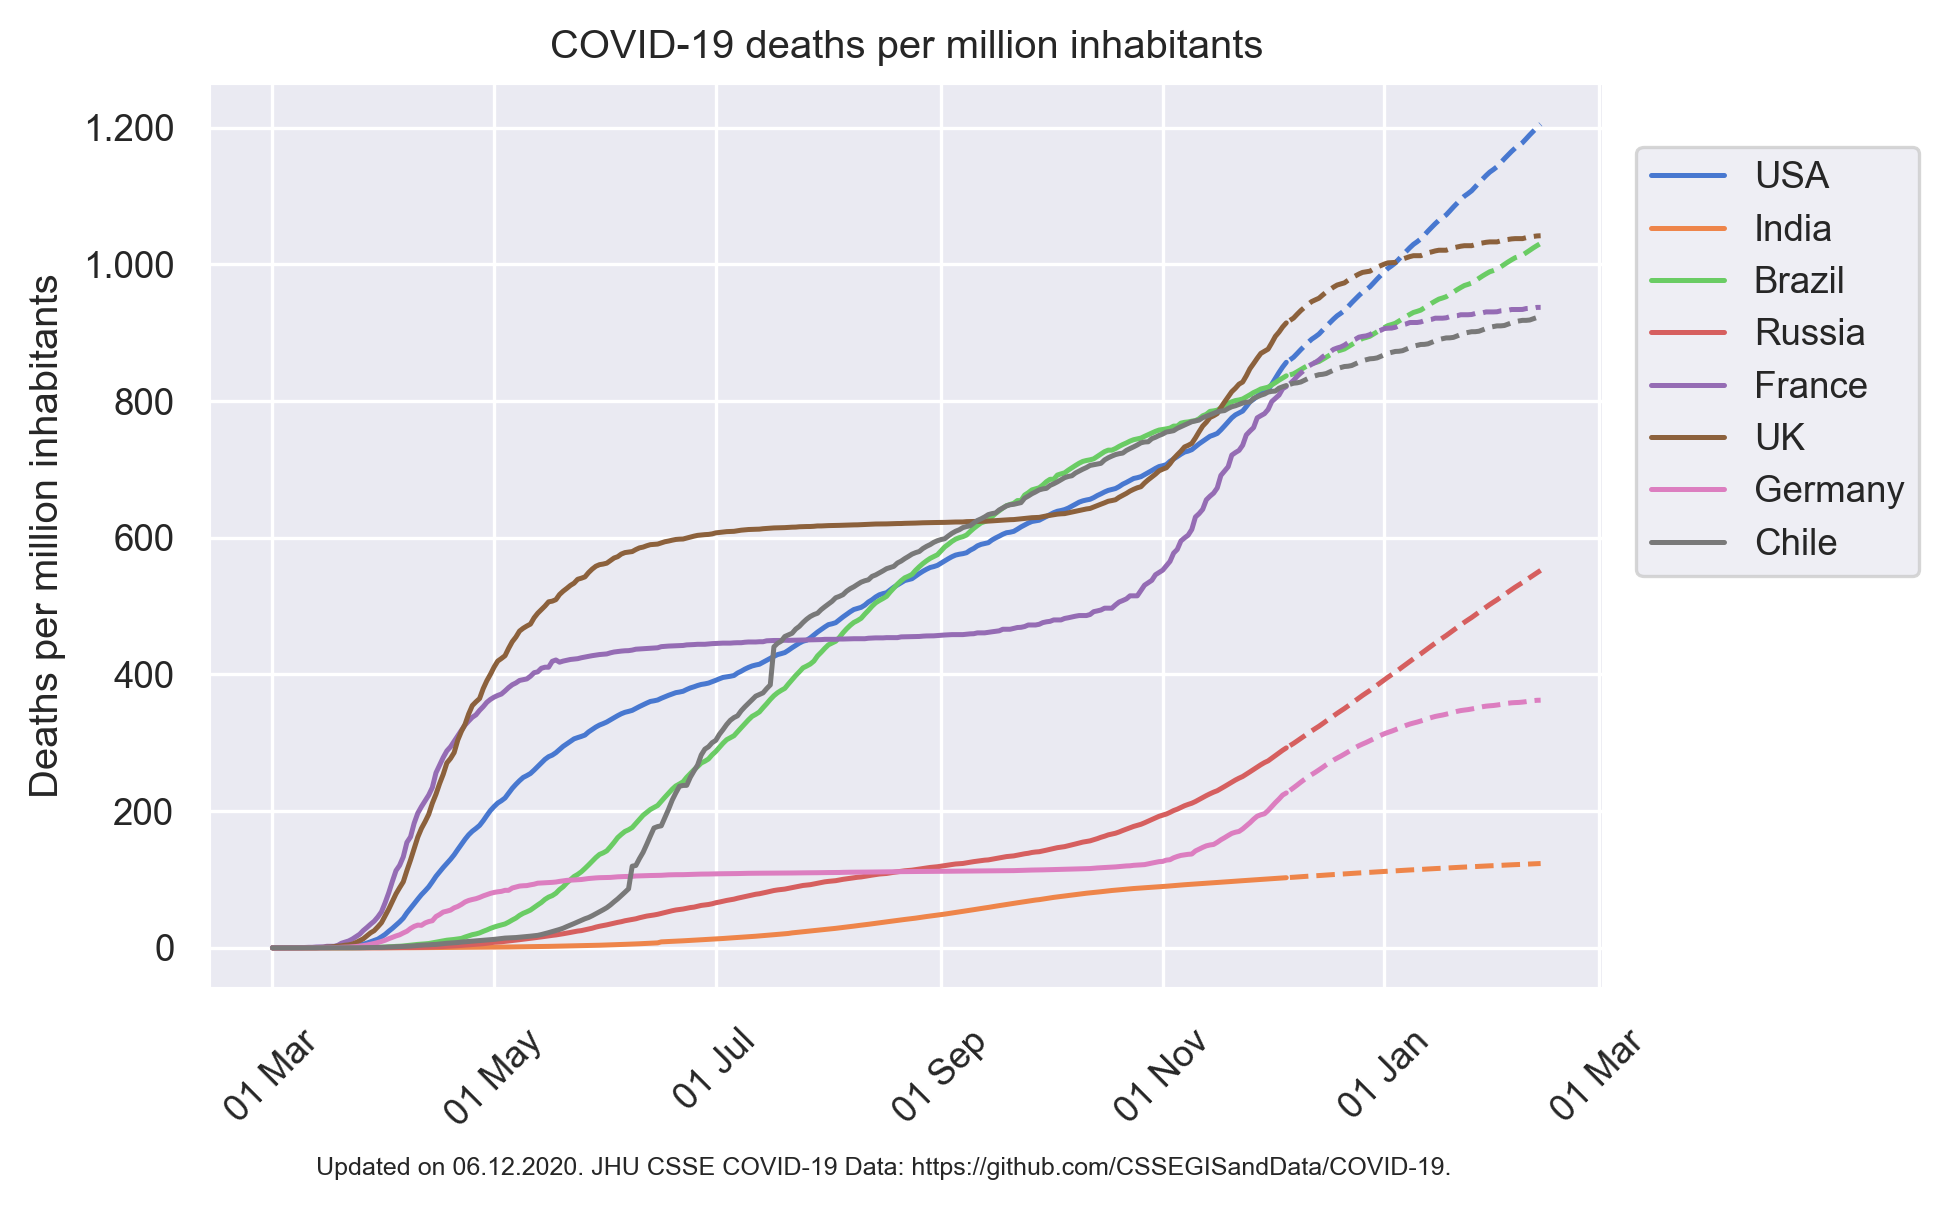 COVID-19 deaths per million inhabitants
Deaths per million inhabitants
1.200
1.000
800
600
400
200
0
01 Mar
01 May
01 Jul
01 Sep
01 Nov
01 Jan
01 Mar
USA
India
Brazil
Russia
France
UK
Germany
Chile
Updated on 06.12.2020. JHU CSSE COVID-19 Data: https://github.com/CSSEGISandData/COVID-19.